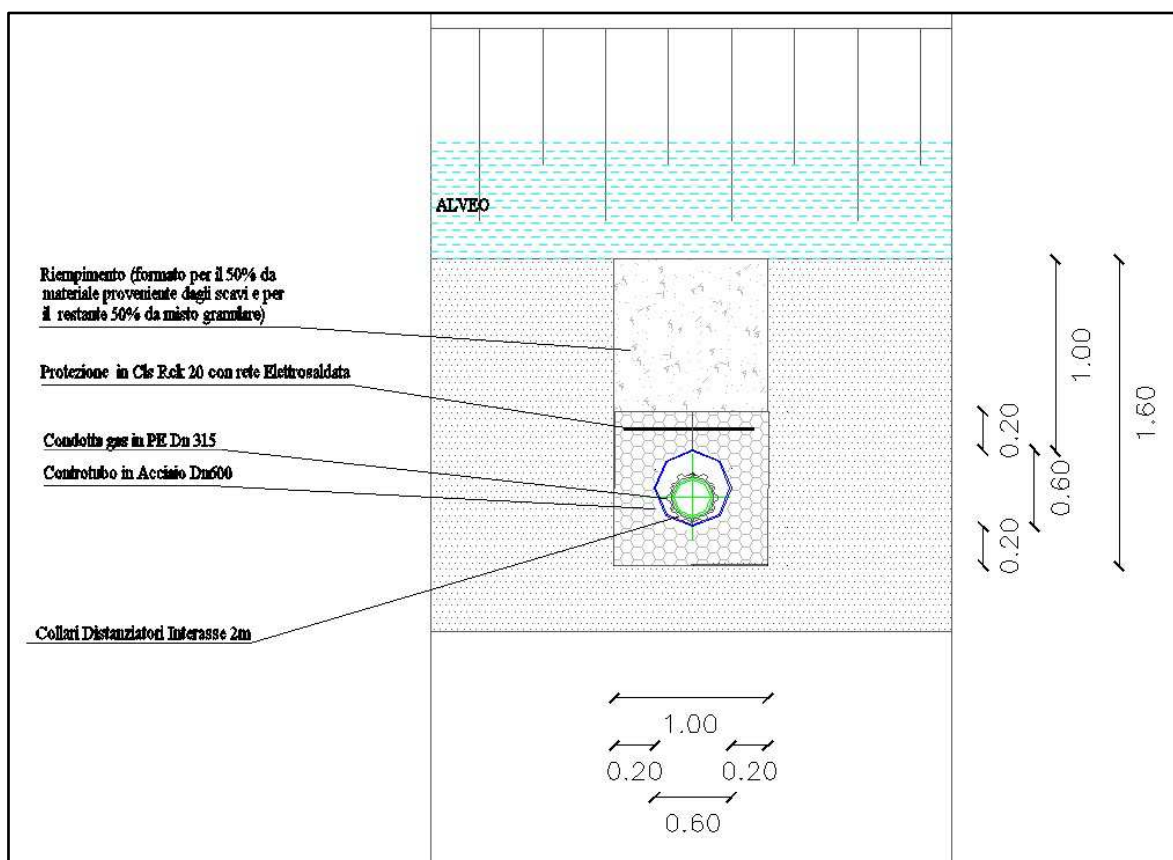 ALVEO
Riempimento (formato per il 50% da
materiale proveniente dagli scavi e per
il restante 50% da misto granulare)
Protezione in Cls R.ck 20 con rete Elettrosaldata
Condotta gas in PE Dn 315
Controtubo in Acciaio Dn600
Collari Distanziatori Interasse 2m
1.00
1.60
0.20
0.60
0.20
1.00
0.20
0.20
0.60